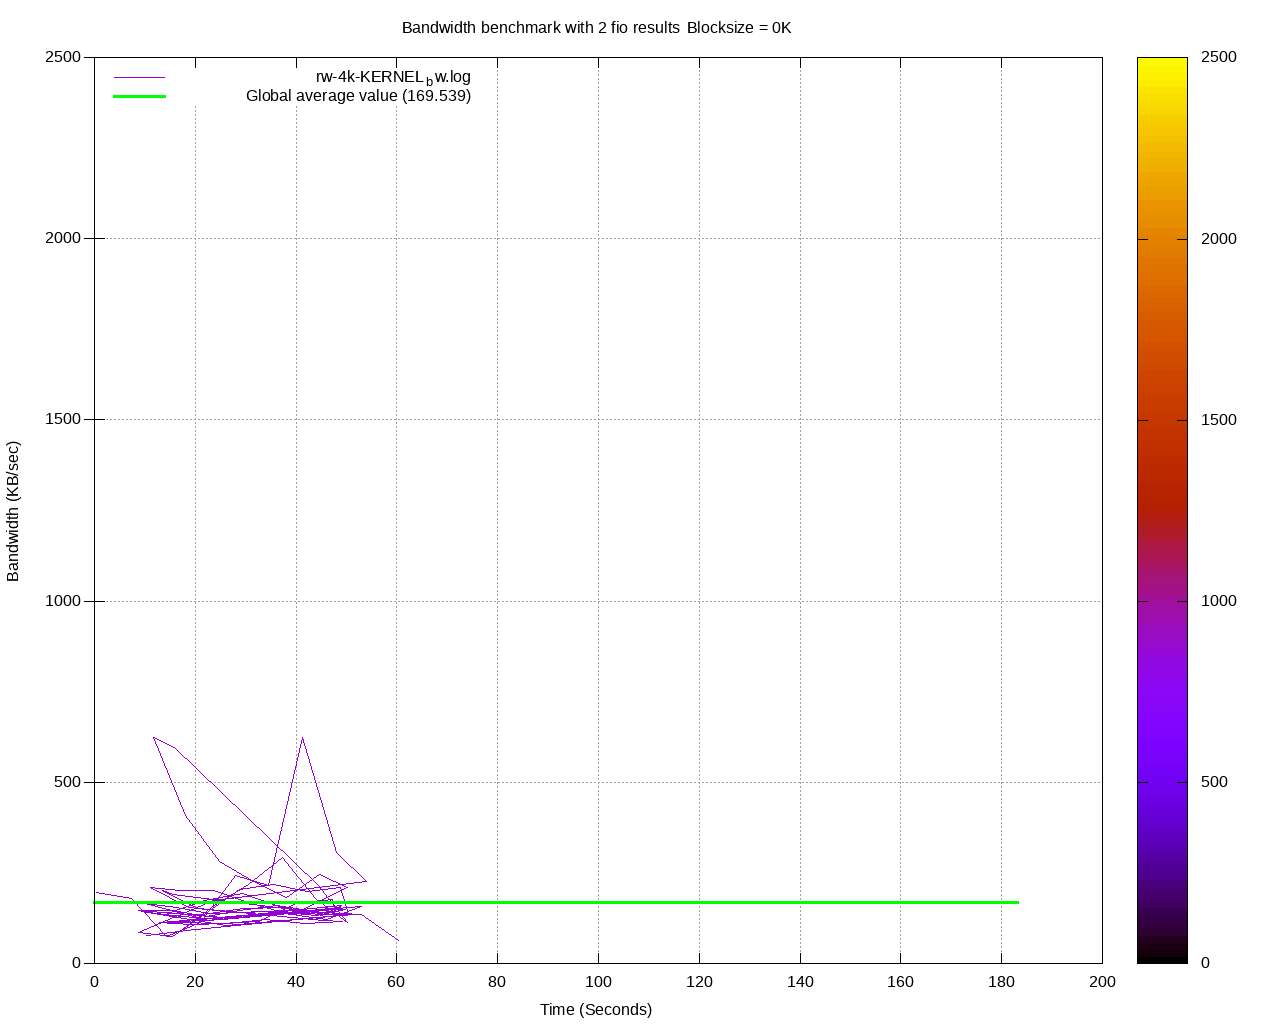 Bandwidth benchmark with 2 fio results Blocksize = 0K
rw-4k-KERNEL_bw.log
Global average value (169.539)
2500
2000
1500
1000
500
0
0 20 40 60 80 100 120 140 160 180 200
Time (Seconds)
Bandwidth (KB/sec)
2500
2000
1500
1000
500
0